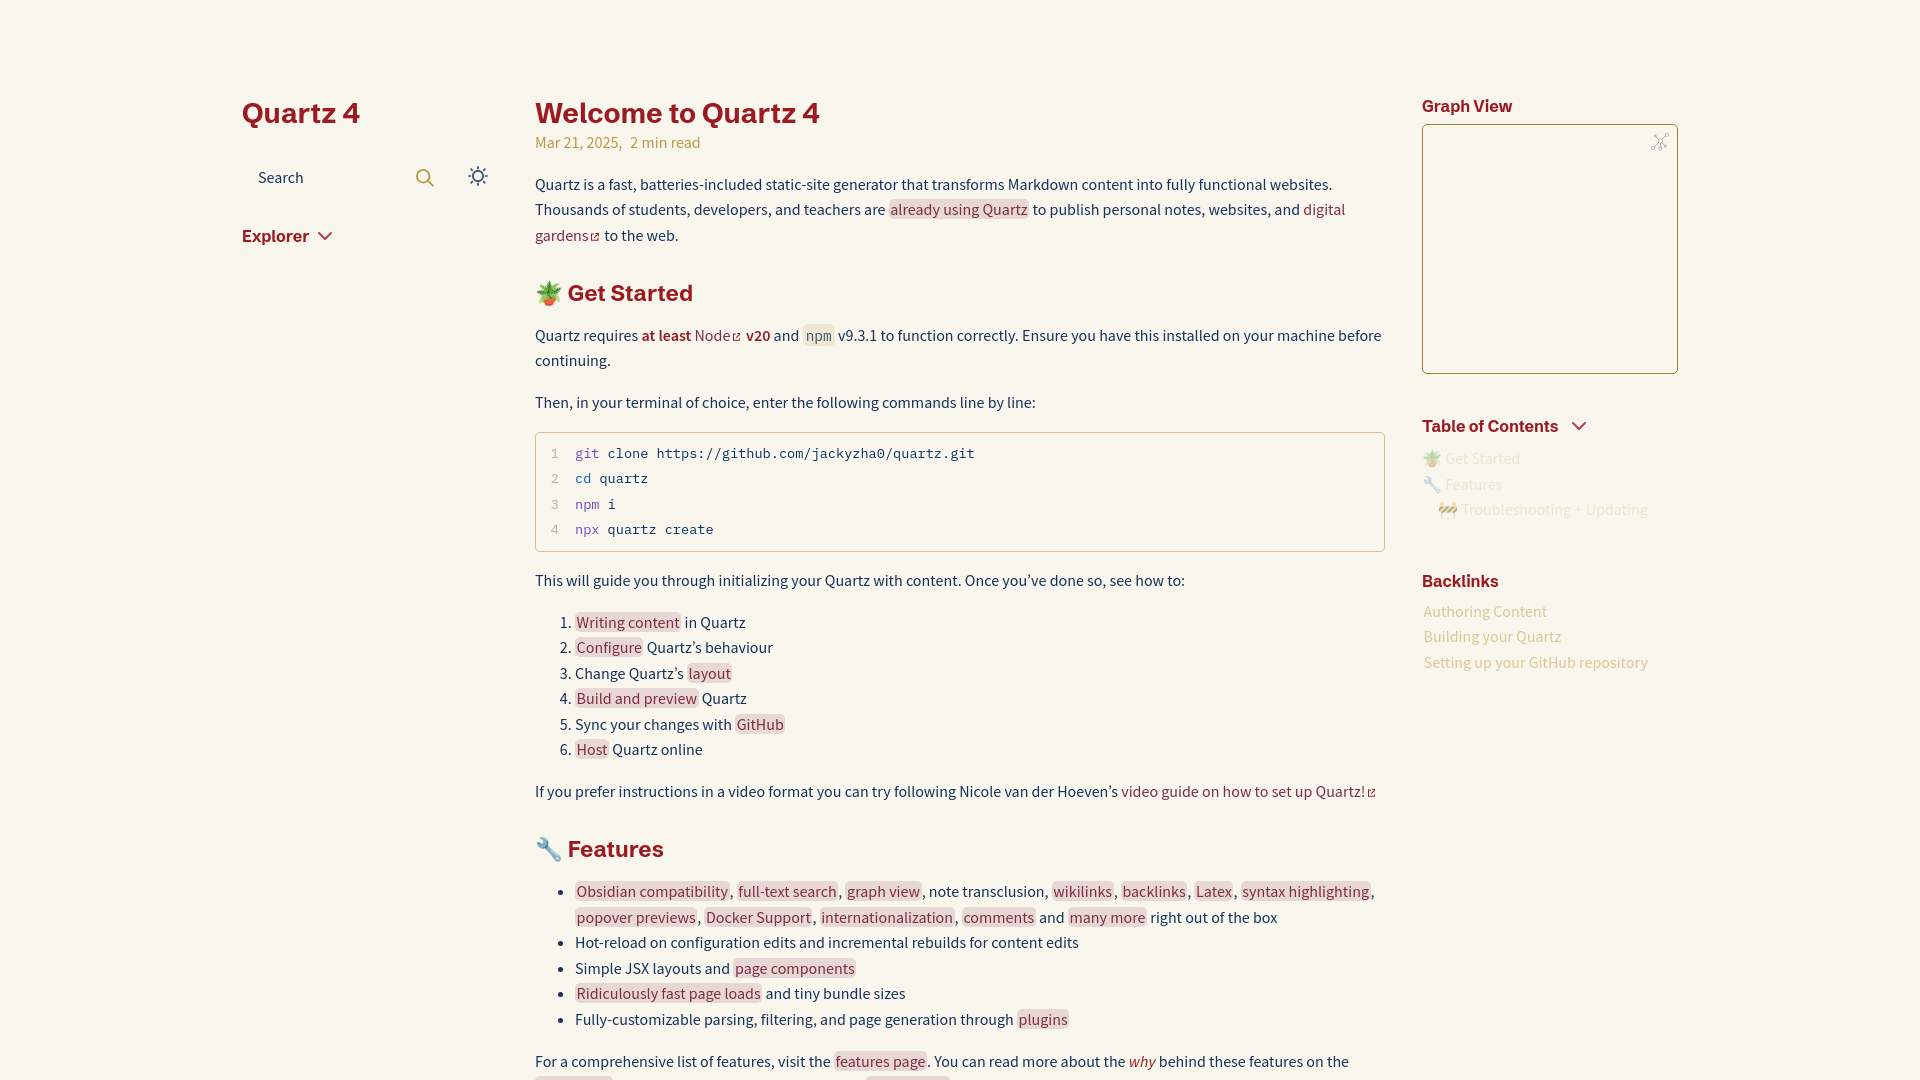 Quartz 4
Search
Explorer
Welcome to Quartz 4
Mar 21, 2025, 2 min read
Quartz is a fast, batteries-included static-site generator that transforms Markdown content into fully functional websites.
Thousands of students, developers, and teachers are already using Quartz to publish personal notes, websites, and digital
gardens to the web.
🪴 Get Started
Quartz requires at least Node v20 and npm v9.3.1 to function correctly. Ensure you have this installed on your machine before
continuing.
Then, in your terminal of choice, enter the following commands line by line:
1 git clone https://github.com/jackyzha0/quartz.git
2 cd quartz
3 npm i
4 npx quartz create
This will guide you through initializing your Quartz with content. Once you’ve done so, see how to:
1. Writing content in Quartz
2. Configure Quartz’s behaviour
3. Change Quartz’s layout
4. Build and preview Quartz
5. Sync your changes with GitHub
6. Host Quartz online
If you prefer instructions in a video format you can try following Nicole van der Hoeven’s video guide on how to set up Quartz!
🔧 Features
• Obsidian compatibility, full-text search, graph view, note transclusion, wikilinks, backlinks, Latex, syntax highlighting,
popover previews, Docker Support, internationalization, comments and many more right out of the box
• Hot-reload on configuration edits and incremental rebuilds for content edits
• Simple JSX layouts and page components
• Ridiculously fast page loads and tiny bundle sizes
• Fully-customizable parsing, filtering, and page generation through plugins
For a comprehensive list of features, visit the features page. You can read more about the why behind these features on the
Graph View
Table of Contents
🪴 Get Started
🔧 Features
🚧 Troubleshooting + Updating
Backlinks
Authoring Content
Building your Quartz
Setting up your GitHub repository